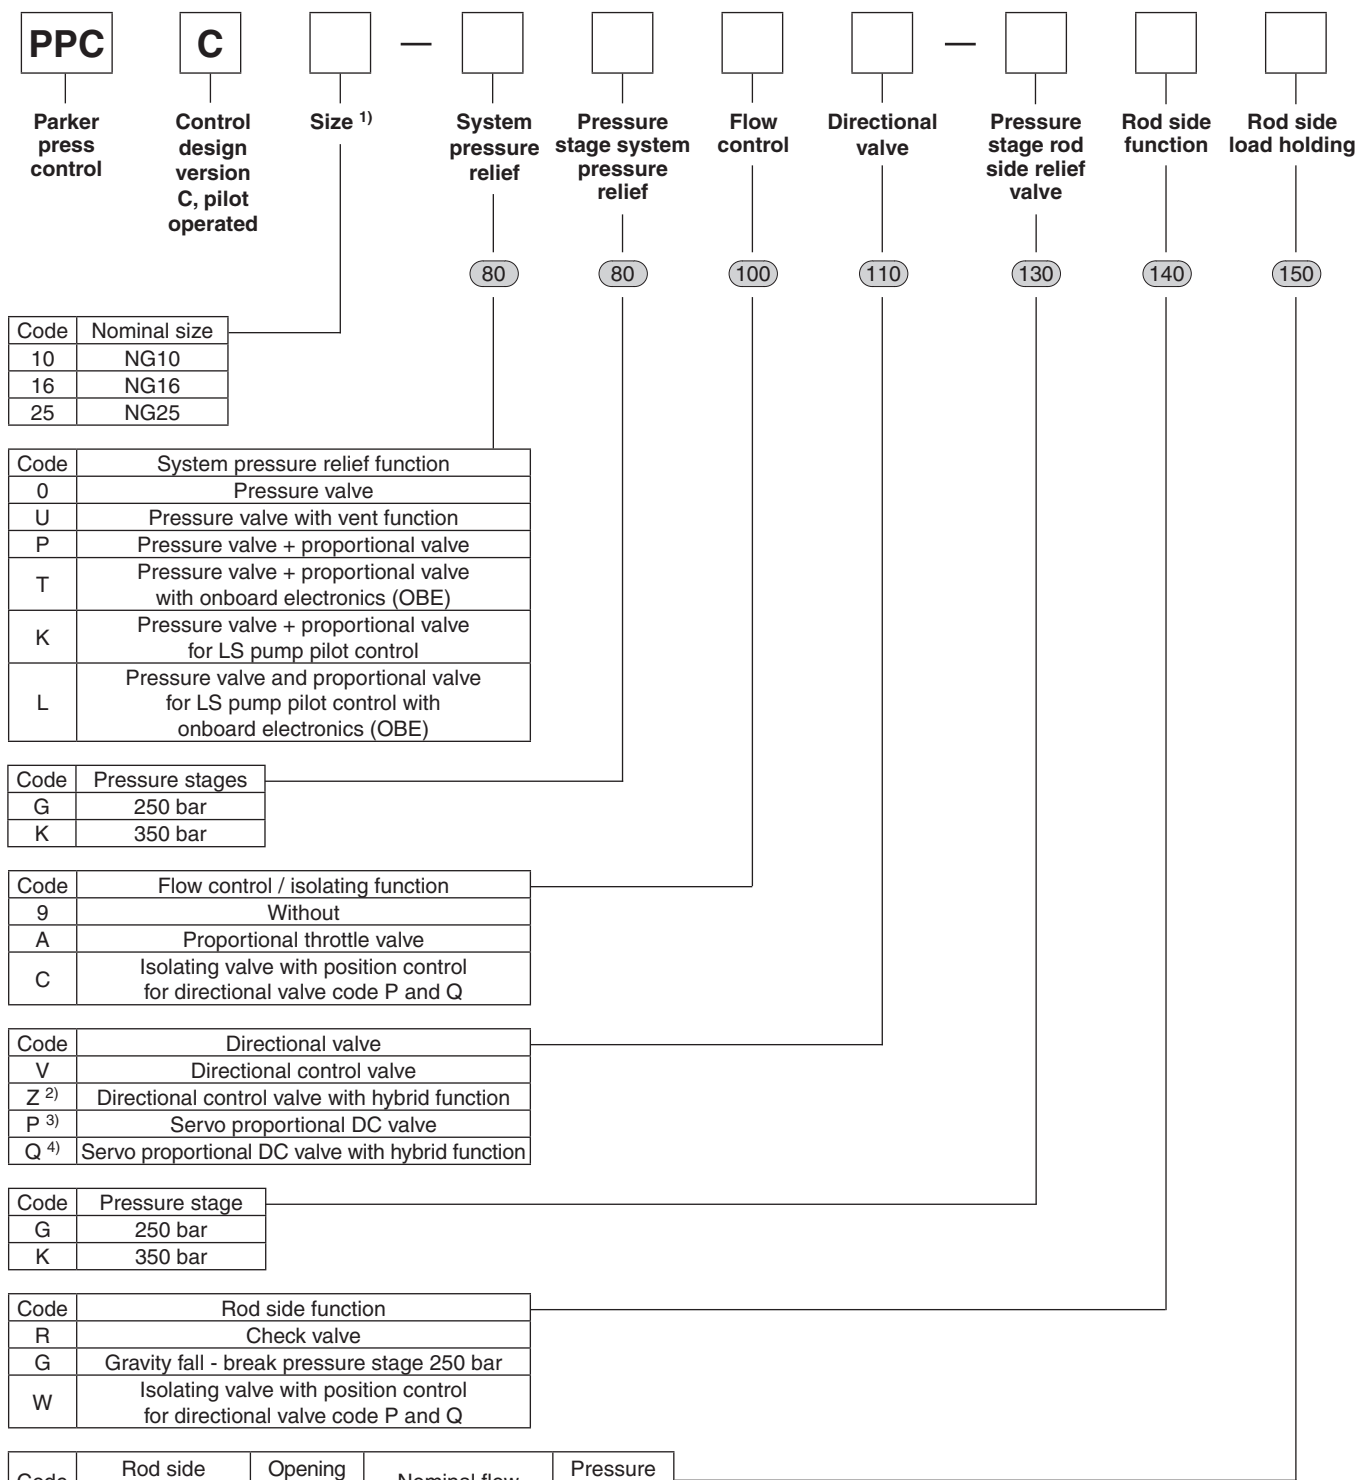 PPC C — —
Parker press control
Control design version C, pilot operated
Size 1)
System pressure relief
Pressure stage system pressure relief
Flow control
Directional valve
Pressure stage rod side relief valve
Rod side function
Rod side load holding
80 80 100 110 130 140 150
Code Nominal size
10 NG10
16 NG16
25 NG25
Code System pressure relief function
0 Pressure valve
U Pressure valve with vent function
P Pressure valve + proportional valve
T Pressure valve + proportional valve
with onboard electronics (OBE)
K Pressure valve + proportional valve
for LS pump pilot control
L Pressure valve and proportional valve
for LS pump pilot control with
onboard electronics (OBE)
Code Pressure stages
G 250 bar
K 350 bar
Code Flow control / isolating function
9 Without
A Proportional throttle valve
C Isolating valve with position control
for directional valve code P and Q
Code Directional valve
V Directional control valve
Z 2) Directional control valve with hybrid function
P 3) Servo proportional DC valve
Q 4) Servo proportional DC valve with hybrid function
Code Pressure stage
G 250 bar
K 350 bar
Code Rod side function
R Check valve
G Gravity fall - break pressure stage 250 bar
W Isolating valve with position control
for directional valve code P and Q
Code Rod side Opening Nominal flow Pressure